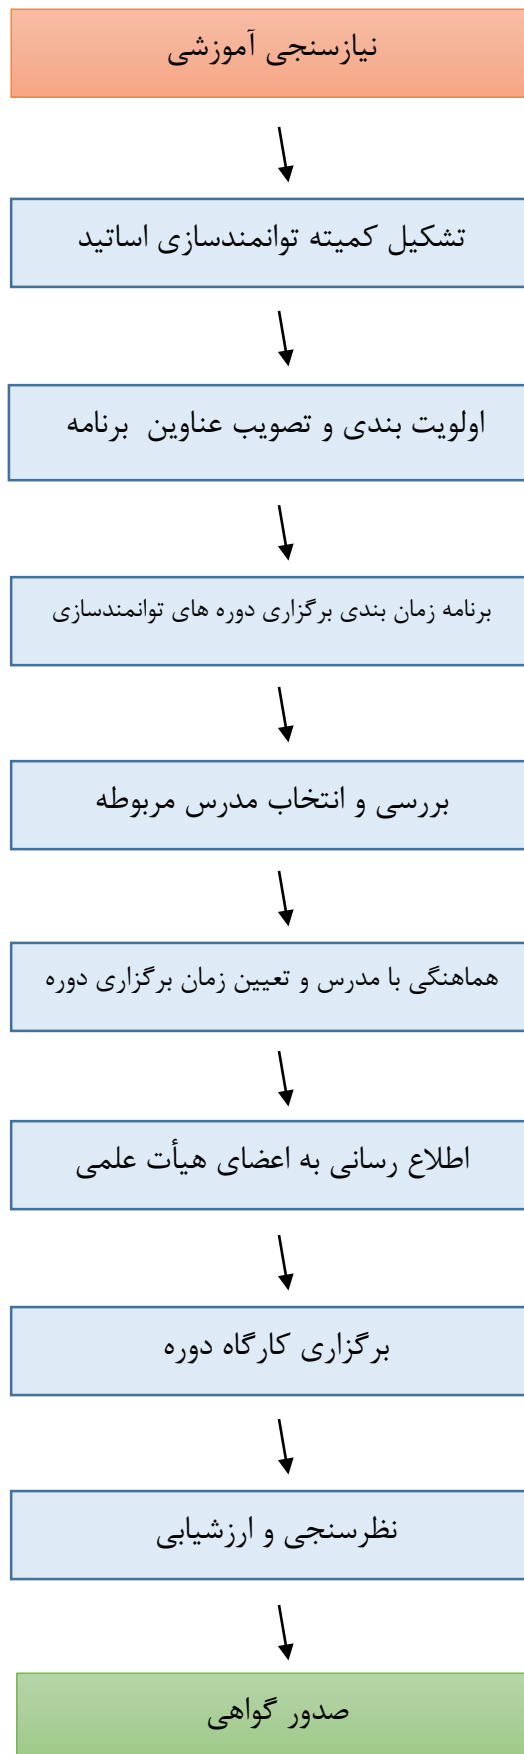 نیازسنجی آموزشی
تشکیل کمیته توانمندسازی اساتید
اولویت بندی و تصویب عناوین برنامه
برنامه زمان بندی برگزاری دوره های توانمندسازی
بررسی و انتخاب مدرس مربوطه
هماهنگی با مدرس و تعیین زمان برگزاری دوره
اطلاع رسانی به اعضای هیأت علمی
برگزاری کارگاه دوره
نظرسنجی و ارزشیابی
صدور گواهی